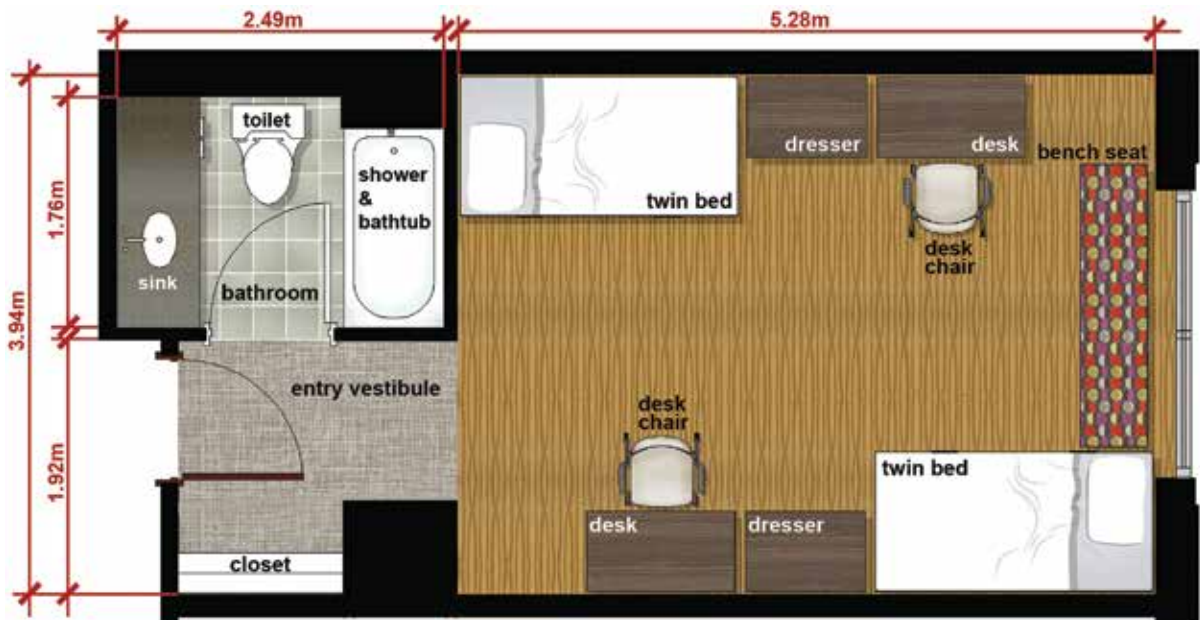 2.49m
5.28m
toilet
dresser
desk
bench seat
shower
&
bathtub
twin bed
1.76m
desk
chair
sink
bathroom
3.94m
entry vestibule
desk
chair
1.92m
twin bed
desk
dresser
closet